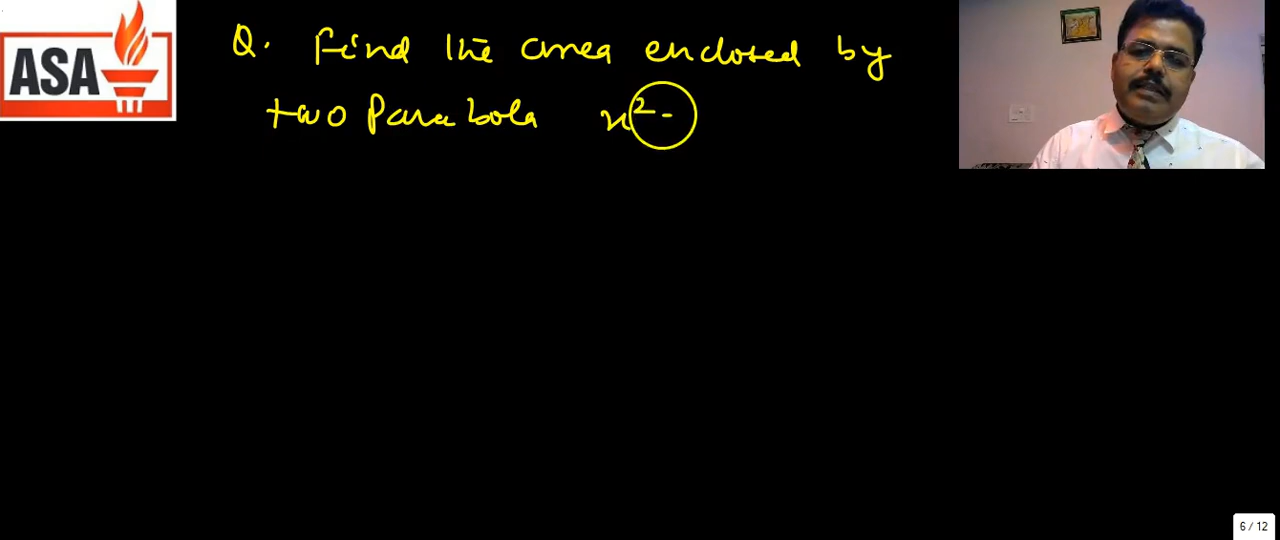 ASA
Q. Find the area enclosed by
two Parabola x² -
6 / 12